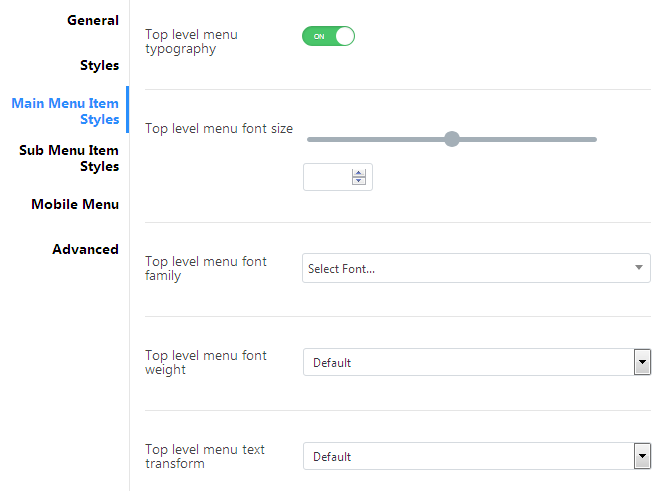 General
Styles
Main Menu Item
Styles
Sub Menu Item
Styles
Mobile Menu
Advanced
Top level menu
typography
ON
Top level menu font size
Top level menu font
family
Select Font...
Top level menu font
weight
Default
Top level menu text
transform
Default